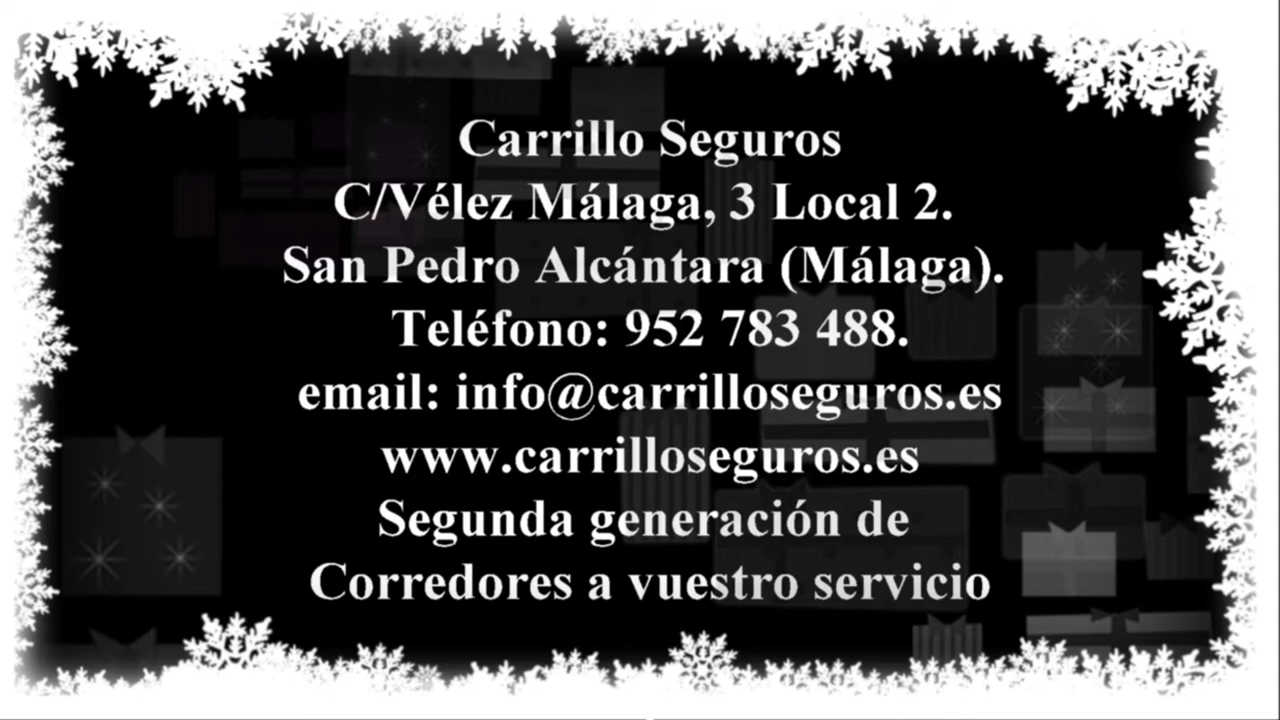 Carrillo Seguros
C/Vélez Málaga, 3 Local 2.
San Pedro Alcántara (Málaga).
Teléfono: 952 783 488.
email: info@carrilloseguros.es
www.carrilloseguros.es
Segunda generación de
Corredores a vuestro servicio